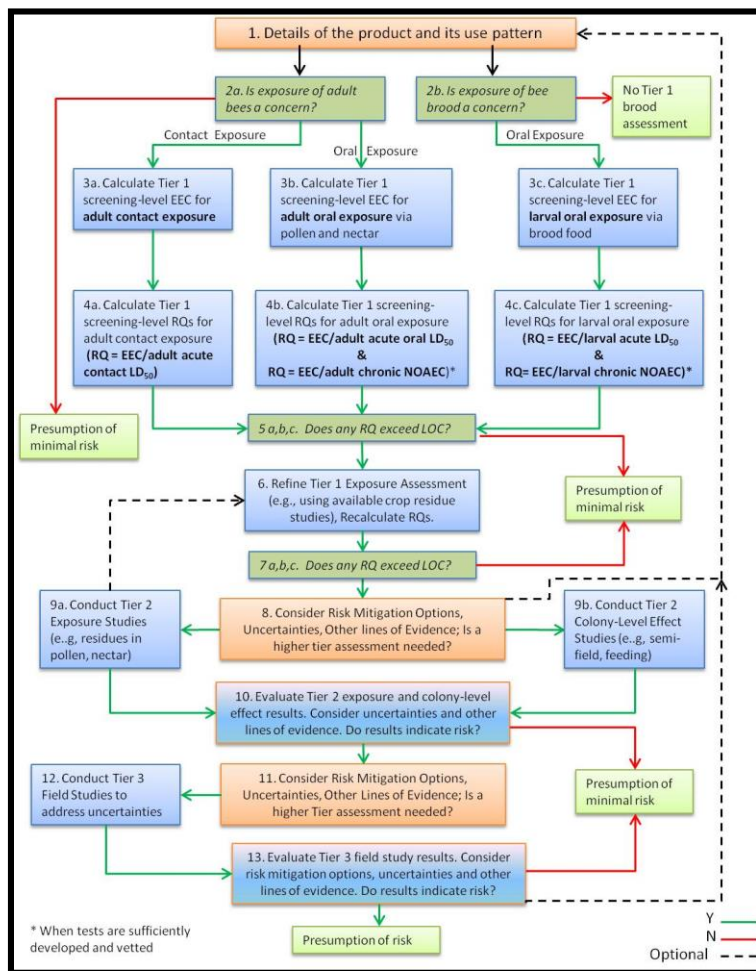 1. Details of the product and its use pattern
2a. Is exposure of adult
bees a concern?
2b. Is exposure of bee
brood a concern?
No Tier 1
brood
assessment
Contact Exposure
Oral Exposure
Oral Exposure
3a. Calculate Tier 1
screening-level EEC for
adult contact exposure
3b. Calculate Tier 1
screening-level EEC for
adult oral exposure via
pollen and nectar
3c. Calculate Tier 1
screening-level EEC for
larval oral exposure via
brood food
4a. Calculate Tier 1
screening-level RQs for
adult contact exposure
(RQ = EEC/adult acute
contact LD50)
4b. Calculate Tier 1 screening-
level RQs for adult oral exposure
(RQ = EEC/adult acute oral LD50
&
RQ = EEC/adult chronic NOAEC)*
4c. Calculate Tier 1 screening-
level RQs for larval oral exposure
(RQ = EEC/larval acute LD50
&
RQ= EEC/larval chronic NOAEC)*
Presumption of
minimal risk
5 a,b,c. Does any RQ exceed LOC?
6. Refine Tier 1 Exposure Assessment
(e.g., using available crop residue
studies), Recalculate RQs.
Presumption of
minimal risk
7 a,b,c. Does any RQ exceed LOC?
9a. Conduct Tier 2
Exposure Studies
(e..g, residues in
pollen, nectar)
8. Consider Risk Mitigation Options,
Uncertainties, Other lines of Evidence; Is a
higher tier assessment needed?
9b. Conduct Tier 2
Colony-Level Effect
Studies (e..g, semi-
field, feeding)
10. Evaluate Tier 2 exposure and colony-level
effect results. Consider uncertainties and other
lines of evidence. Do results indicate risk?
12. Conduct Tier 3
Field Studies to
address uncertainties
11. Consider Risk Mitigation Options,
Uncertainties, Other Lines of Evidence; Is a
higher Tier assessment needed?
Presumption of
minimal risk
13. Evaluate Tier 3 field study results. Consider
risk mitigation options, uncertainties and other
lines of evidence. Do results indicate risk?
* When tests are sufficiently
developed and vetted
Presumption of risk
Y
N
Optional